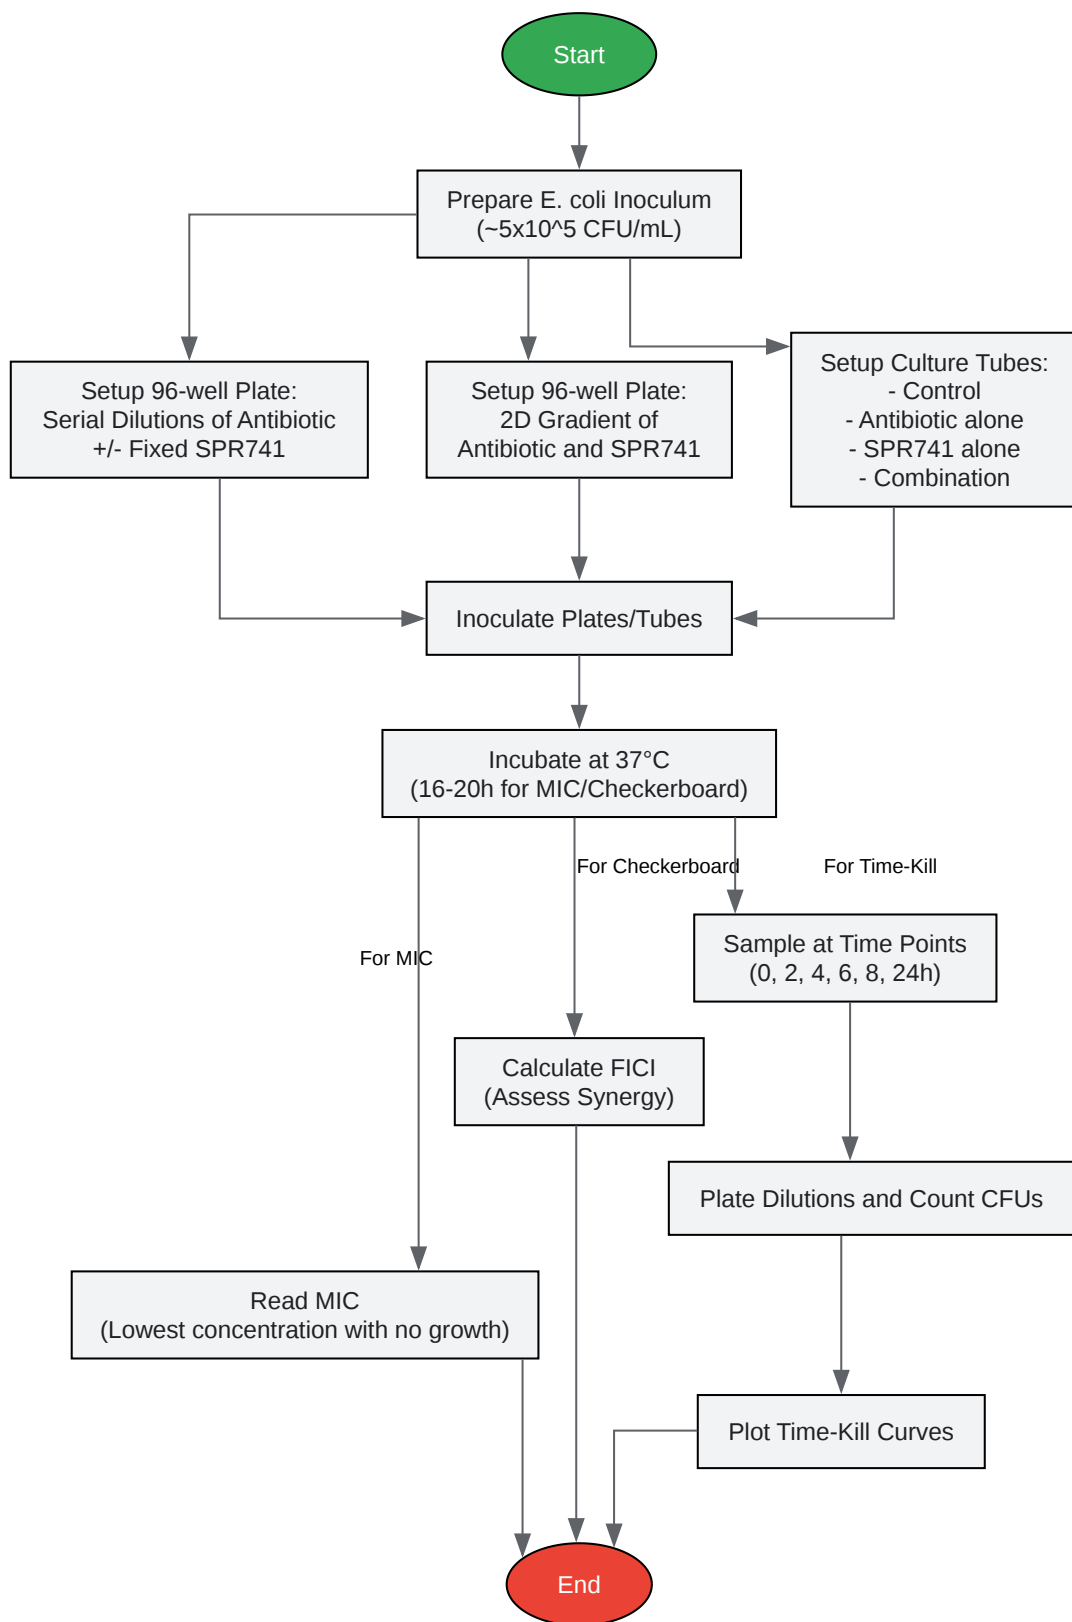 Start
Prepare E. coli Inoculum
(~5x10^5 CFU/mL)
Setup 96-well Plate:
Serial Dilutions of Antibiotic
+/- Fixed SPR741
Setup 96-well Plate:
2D Gradient of
Antibiotic and SPR741
Setup Culture Tubes:
- Control
- Antibiotic alone
- SPR741 alone
- Combination
Inoculate Plates/Tubes
Incubate at 37°C
(16-20h for MIC/Checkerboard)
For Checkerboard
For Time-Kill
For MIC
Sample at Time Points
(0, 2, 4, 6, 8, 24h)
Calculate FICI
(Assess Synergy)
Plate Dilutions and Count CFUs
Read MIC
(Lowest concentration with no growth)
Plot Time-Kill Curves
End